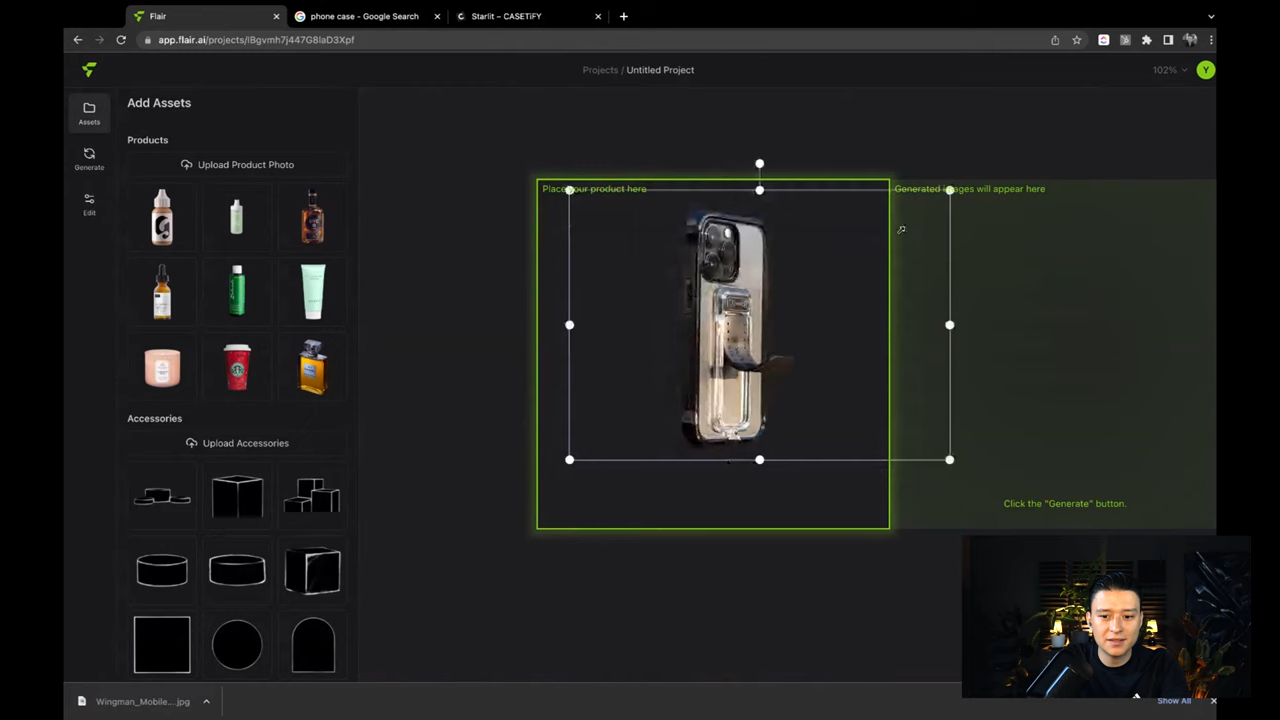 Flair
phone case - Google Search
Starlit – CASETiFY
app.flair.ai/projects/IBgvmh7j447G8laD3Xpf
Projects / Untitled Project
102%
Y
Assets
Generate
Edit
Add Assets
Products
Upload Product Photo
Accessories
Upload Accessories
Place your product here
Generated images will appear here
Click the "Generate" button.
Wingman_Mobile....jpg
Show All